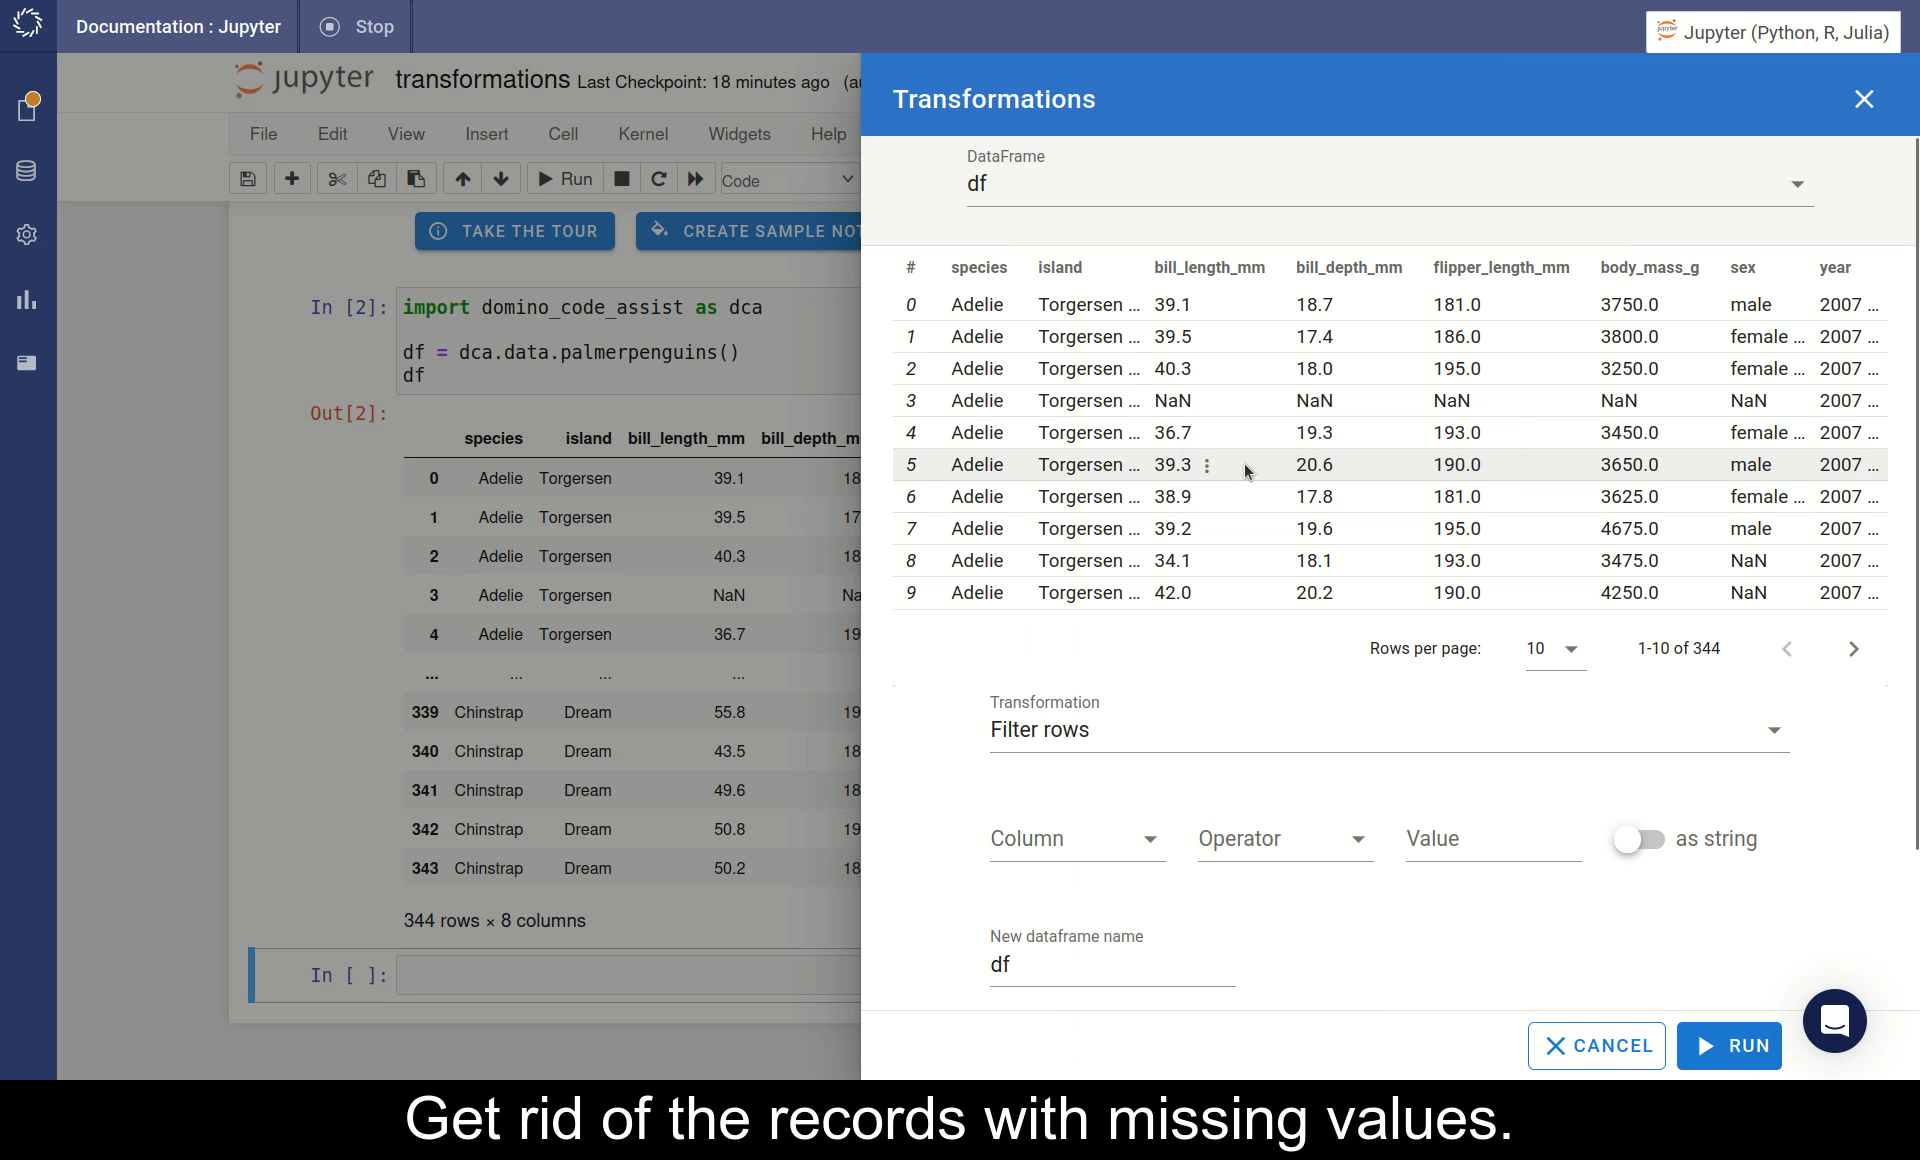 Documentation : Jupyter
Stop
Jupyter (Python, R, Julia)
jupyter transformations Last Checkpoint: 18 minutes ago (au
File Edit View Insert Cell Kernel Widgets Help
Run Code
TAKE THE TOUR
CREATE SAMPLE NOT
In [2]: import domino_code_assist as dca
df = dca.data.palmerpenguins()
df
Out[2]:
species island bill_length_mm bill_depth_m
0 Adelie Torgersen 39.1 18
1 Adelie Torgersen 39.5 17
2 Adelie Torgersen 40.3 18
3 Adelie Torgersen NaN Na
4 Adelie Torgersen 36.7 19
... ... ... ...
339 Chinstrap Dream 55.8 19
340 Chinstrap Dream 43.5 18
341 Chinstrap Dream 49.6 18
342 Chinstrap Dream 50.8 19
343 Chinstrap Dream 50.2 18
344 rows × 8 columns
In [ ]:
Transformations
DataFrame
df
# species island bill_length_mm bill_depth_mm flipper_length_mm body_mass_g sex year
0 Adelie Torgersen ... 39.1 18.7 181.0 3750.0 male 2007 ...
1 Adelie Torgersen ... 39.5 17.4 186.0 3800.0 female ... 2007 ...
2 Adelie Torgersen ... 40.3 18.0 195.0 3250.0 female ... 2007 ...
3 Adelie Torgersen ... NaN NaN NaN NaN NaN 2007 ...
4 Adelie Torgersen ... 36.7 19.3 193.0 3450.0 female ... 2007 ...
5 Adelie Torgersen ... 39.3 20.6 190.0 3650.0 male 2007 ...
6 Adelie Torgersen ... 38.9 17.8 181.0 3625.0 female ... 2007 ...
7 Adelie Torgersen ... 39.2 19.6 195.0 4675.0 male 2007 ...
8 Adelie Torgersen ... 34.1 18.1 193.0 3475.0 NaN 2007 ...
9 Adelie Torgersen ... 42.0 20.2 190.0 4250.0 NaN 2007 ...
Rows per page: 10 1-10 of 344
Transformation
Filter rows
Column Operator Value as string
New dataframe name
df
CANCEL RUN
Get rid of the records with missing values.